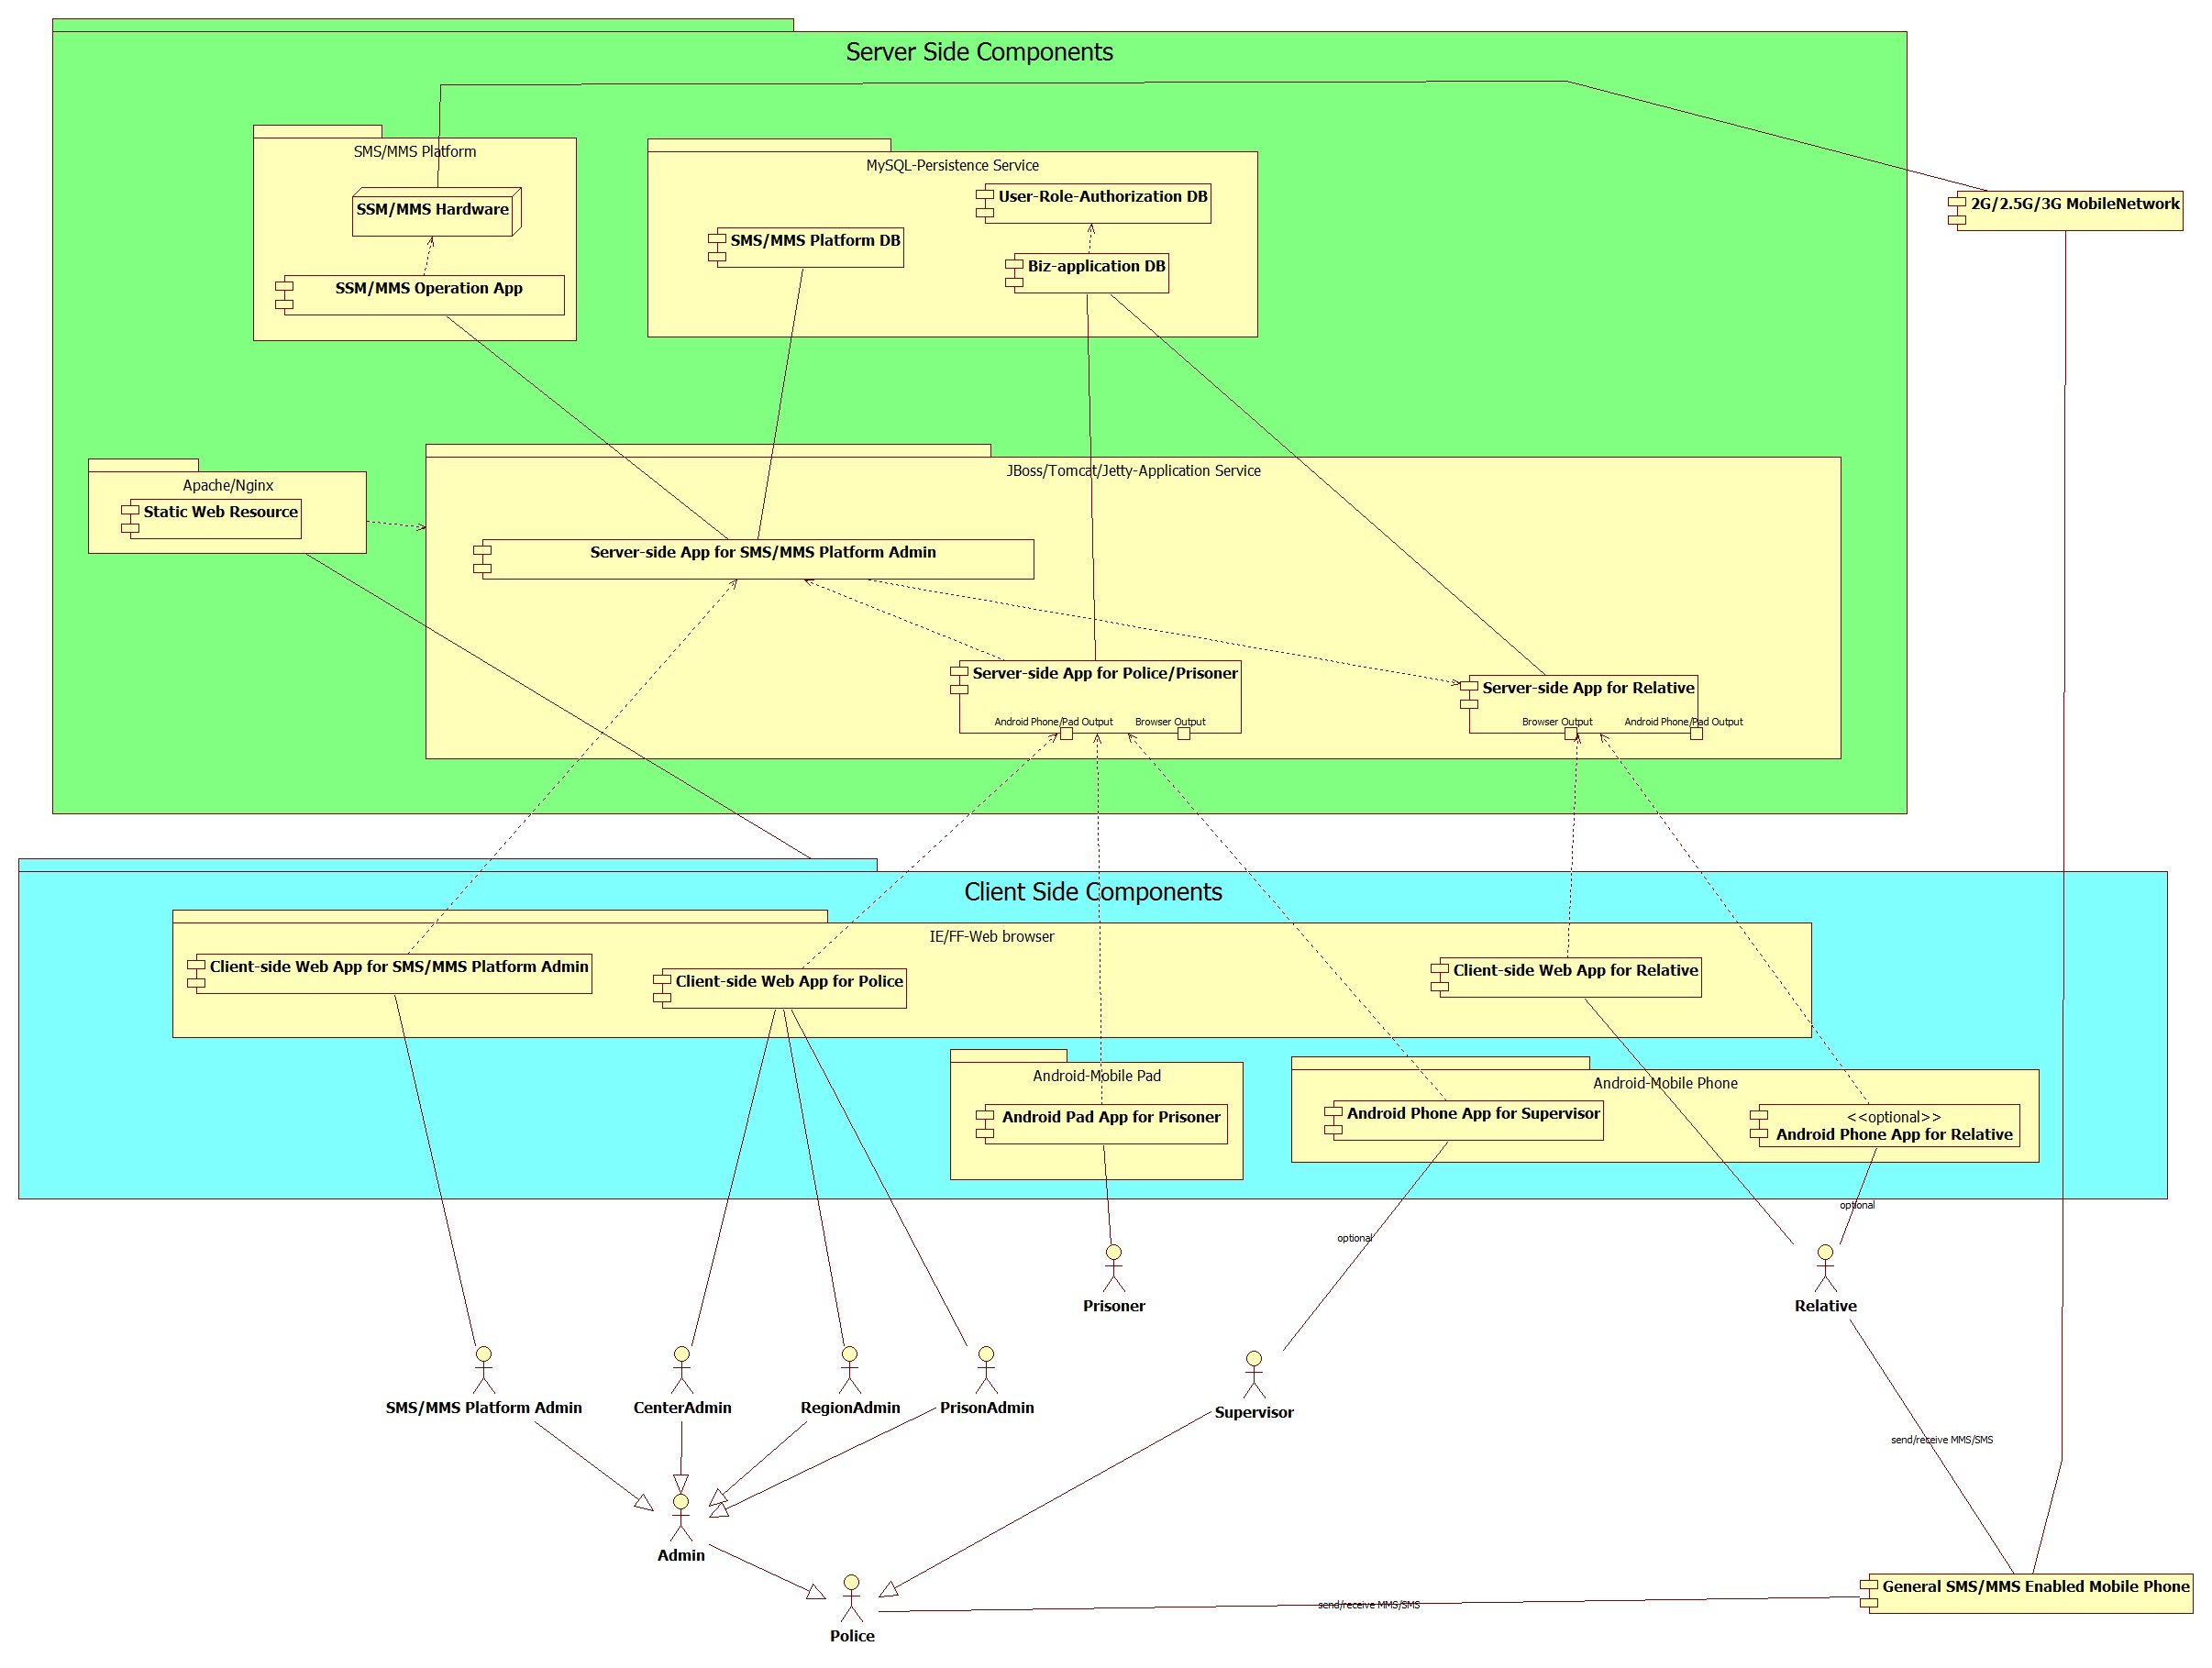 Server Side Components
SMS/MMS Platform
MySQL-Persistence Service
SSM/MMS Hardware
User-Role-Authorization DB
2G/2.5G/3G MobileNetwork
SMS/MMS Platform DB
Biz-application DB
SSM/MMS Operation App
JBoss/Tomcat/Jetty-Application Service
Apache/Nginx
Static Web Resource
Server-side App for SMS/MMS Platform Admin
Server-side App for Police/Prisoner
Server-side App for Relative
Android Phone/Pad Output
Browser Output
Browser Output
Android Phone/Pad Output
Client Side Components
IE/FF-Web browser
Client-side Web App for SMS/MMS Platform Admin
Client-side Web App for Police
Client-side Web App for Relative
Android-Mobile Pad
Android-Mobile Phone
Android Pad App for Prisoner
Android Phone App for Supervisor
<<optional>>
Android Phone App for Relative
optional
optional
Prisoner
Relative
SMS/MMS Platform Admin
CenterAdmin
RegionAdmin
PrisonAdmin
Supervisor
send/receive MMS/SMS
Admin
General SMS/MMS Enabled Mobile Phone
send/receive MMS/SMS
Police